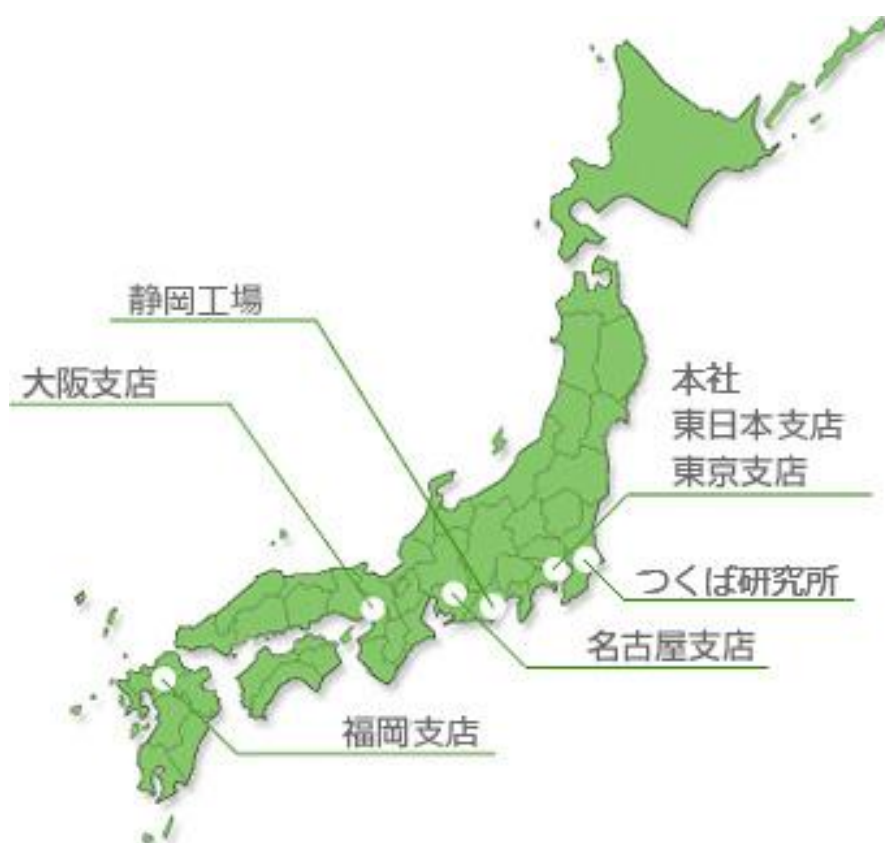 静岡工場
大阪支店
本社
東日本支店
東京支店
つくば研究所
名古屋支店
福岡支店